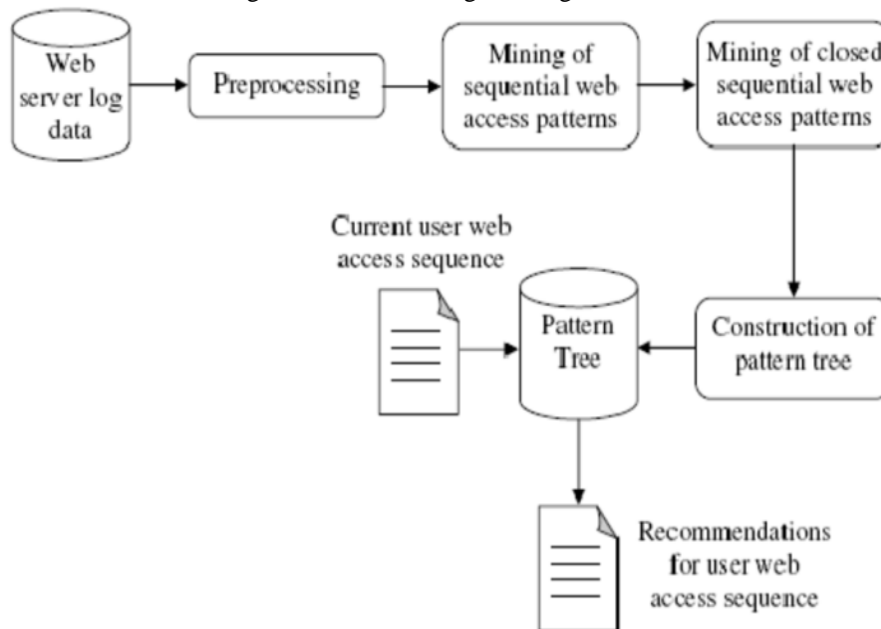 Web
server log
data
Preprocessing
Mining of
sequential web
access patterns
Mining of closed
sequential web
access patterns
Current user web
access sequence
Pattern
Tree
Construction of
pattern tree
Recommendations
for user web
access sequence